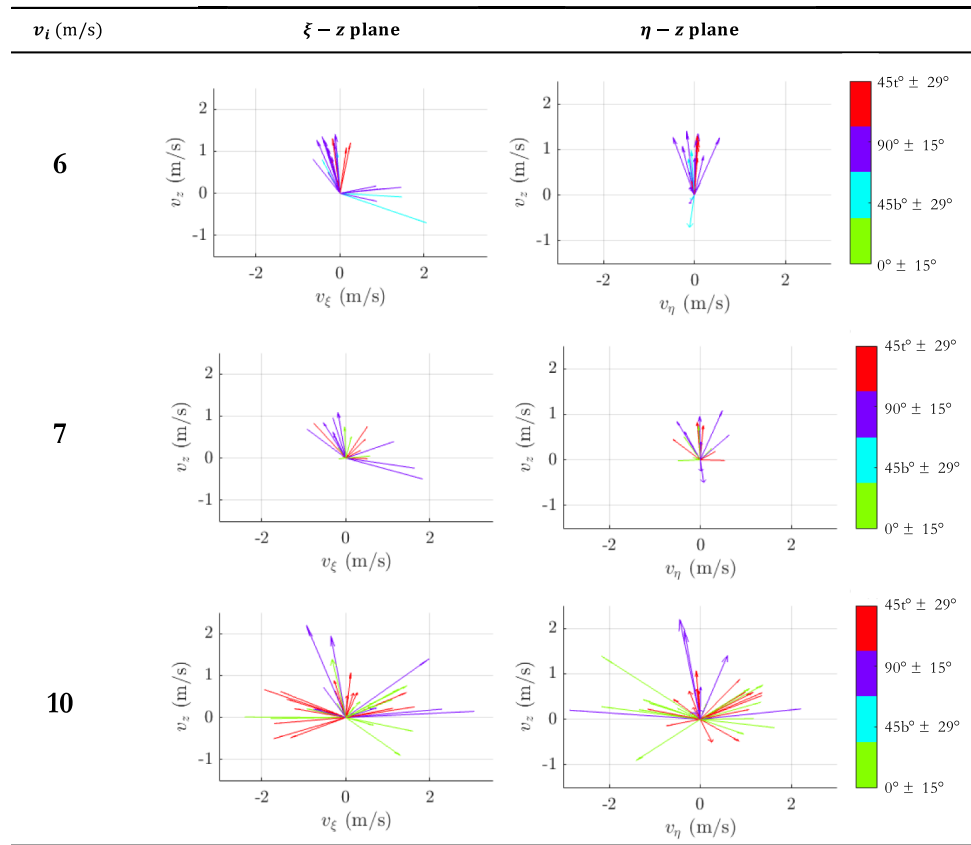 v_i (m/s) ξ − z plane η − z plane
6
2
1
0
-1
v_z (m/s)
-2 0 2
v_ξ (m/s)
2
1
0
-1
v_z (m/s)
-2 0 2
v_η (m/s)
45t° ± 29°
90° ± 15°
45b° ± 29°
0° ± 15°
7
2
1
0
-1
v_z (m/s)
-2 0 2
v_ξ (m/s)
2
1
0
-1
v_z (m/s)
-2 0 2
v_η (m/s)
45t° ± 29°
90° ± 15°
45b° ± 29°
0° ± 15°
10
2
1
0
-1
v_z (m/s)
-2 0 2
v_ξ (m/s)
2
1
0
-1
v_z (m/s)
-2 0 2
v_η (m/s)
45t° ± 29°
90° ± 15°
45b° ± 29°
0° ± 15°